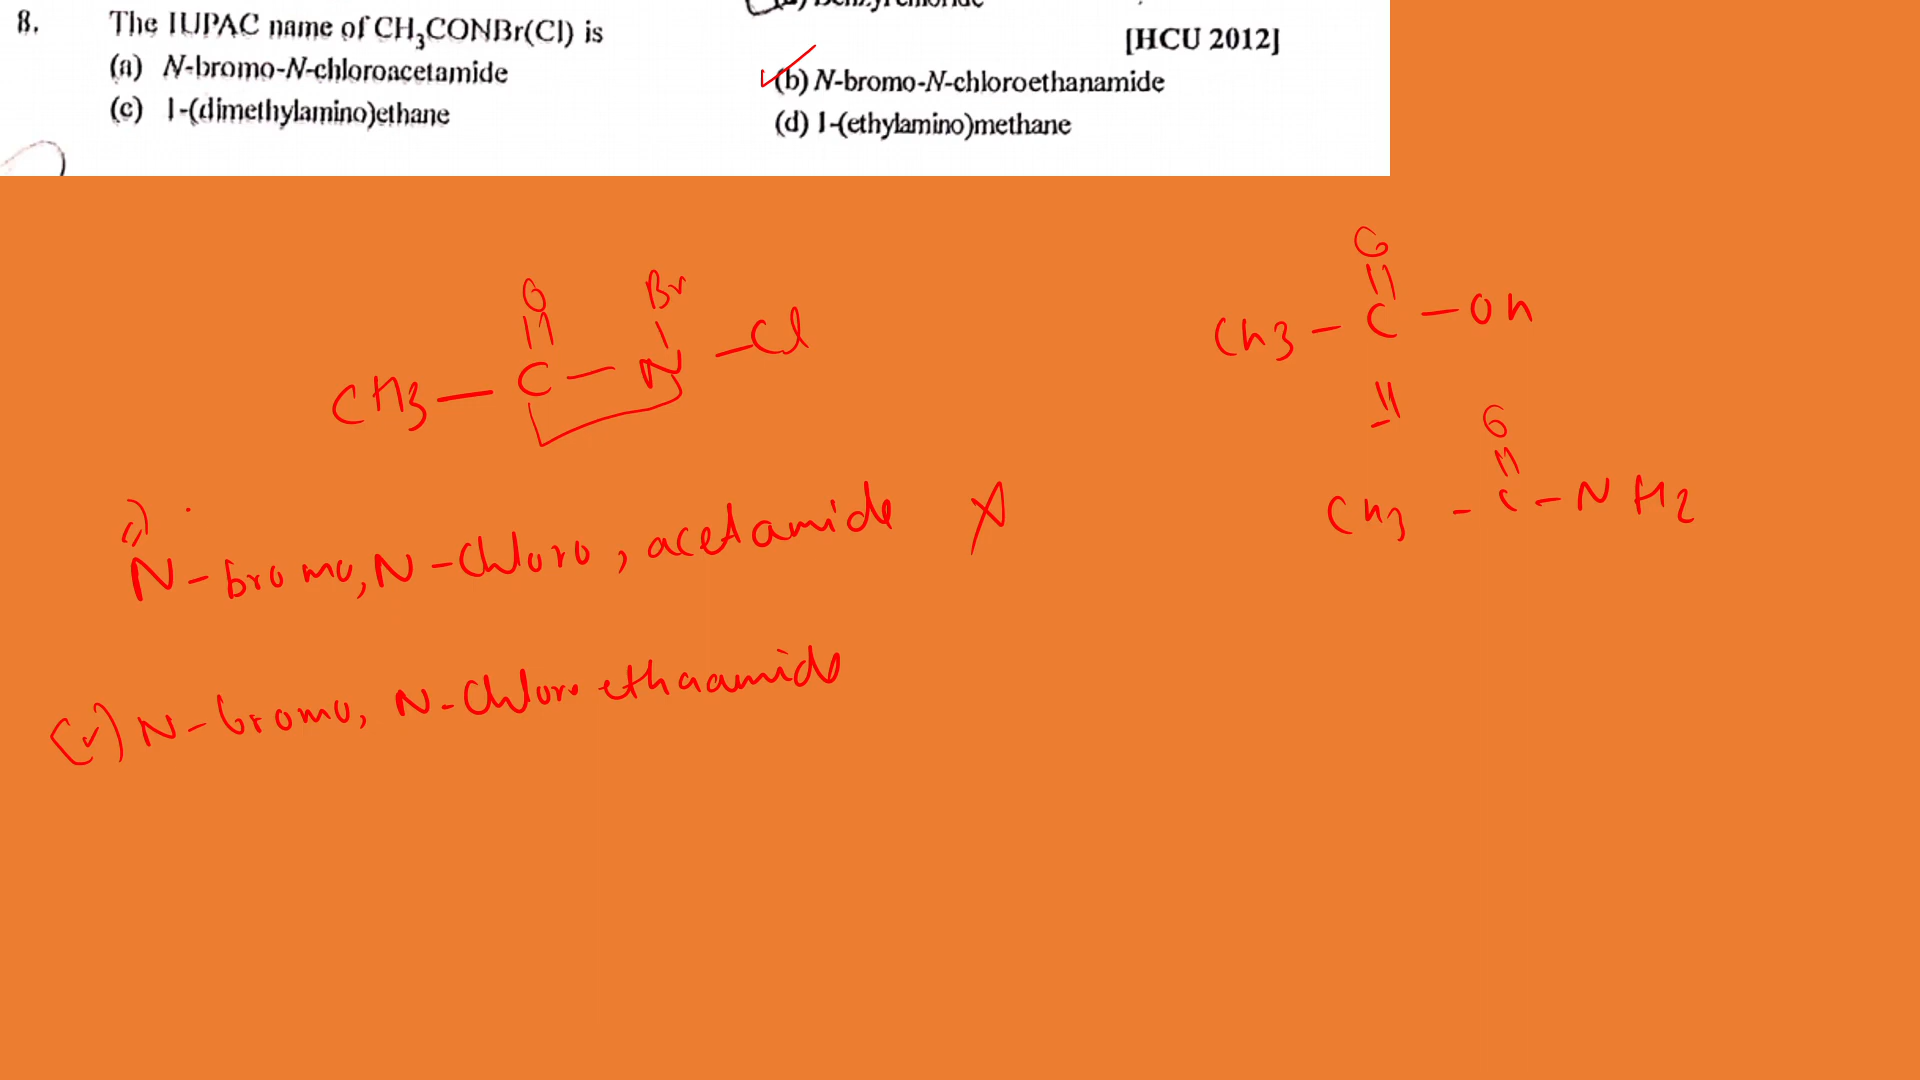 8. The IUPAC name of CH3CONBr(Cl) is
[HCU 2012]
(a) N-bromo-N-chloroacetamide
(b) N-bromo-N-chloroethanamide
(c) 1-(dimethylamino)ethane
(d) 1-(ethylamino)methane
O Br
CH3 - C - N - Cl
O
Ch3 - C - Oh
O
CH3 - C - NH2
1)
N - bromo, N - Chloro, acetamide X
(v) N - bromo, N - Chloro ethaamide